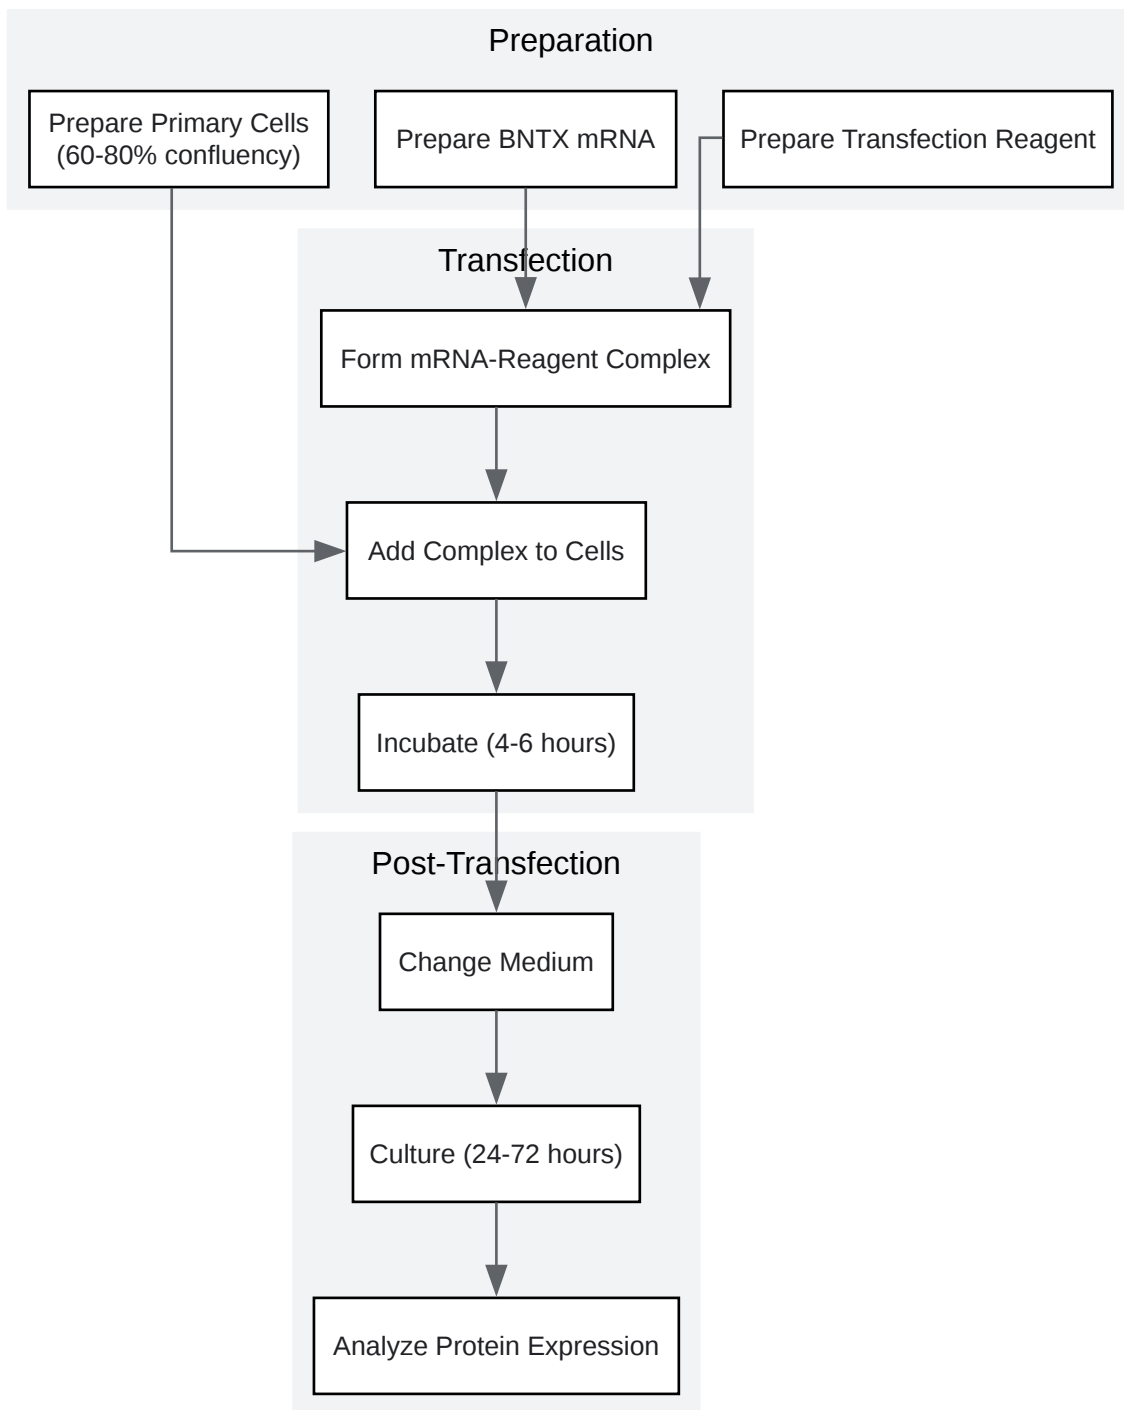 Preparation
Prepare Primary Cells
(60-80% confluency)
Prepare BNTX mRNA
Prepare Transfection Reagent
Transfection
Form mRNA-Reagent Complex
Add Complex to Cells
Incubate (4-6 hours)
Post-Transfection
Change Medium
Culture (24-72 hours)
Analyze Protein Expression